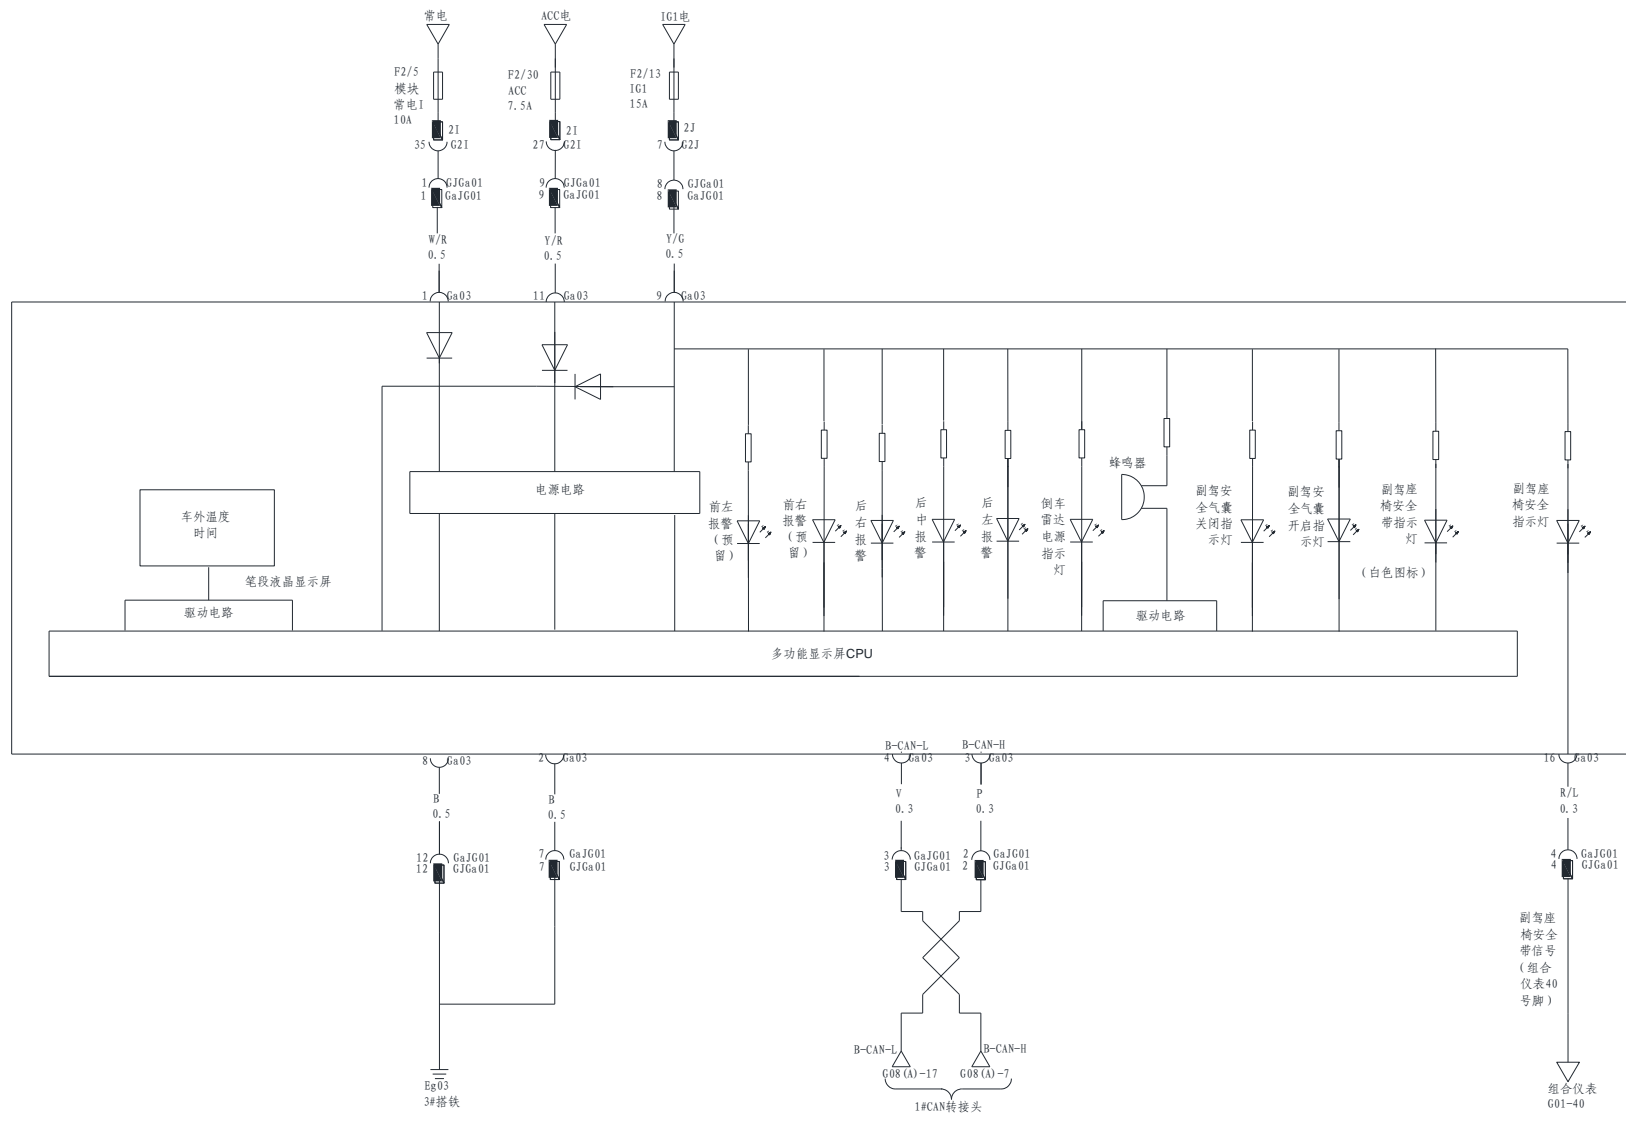 常电
ACC电
IG1电
F2/5
模块
常电I
10A
F2/30
ACC
7.5A
F2/13
IG1
15A
2I
35 G2I
2I
27 G2I
2J
7 G2J
1 GJGa01
1 GaJG01
9 GJGa01
9 GaJG01
8 GJGa01
8 GaJG01
W/R
0.5
Y/R
0.5
Y/G
0.5
1 Ga03
11 Ga03
9 Ga03
电源电路
车外温度
时间
笔段液晶显示屏
驱动电路
前左
报警
(预
留)
前右
报警
(预
留)
后
右
报
警
后
中
报
警
后
左
报
警
倒车
雷达
电源
指示
灯
蜂鸣器
驱动电路
副驾安
全气囊
关闭指
示灯
副驾安
全气囊
开启指
示灯
副驾座
椅安全
带指示
灯
(白色图标)
副驾座
椅安全
指示灯
多功能显示屏CPU
8 Ga03
2 Ga03
B-CAN-L
4 Ga03
B-CAN-H
3 Ga03
16 Ga03
B
0.5
B
0.5
V
0.3
P
0.3
R/L
0.3
12 GaJG01
12 GJGa01
7 GaJG01
7 GJGa01
3 GaJG01
3 GJGa01
2 GaJG01
2 GJGa01
4 GaJG01
4 GJGa01
副驾座
椅安全
带信号
(组合
仪表40
号脚)
Eg03
3#搭铁
B-CAN-L
G08(A)-17
B-CAN-H
G08(A)-7
1#CAN转接头
组合仪表
G01-40